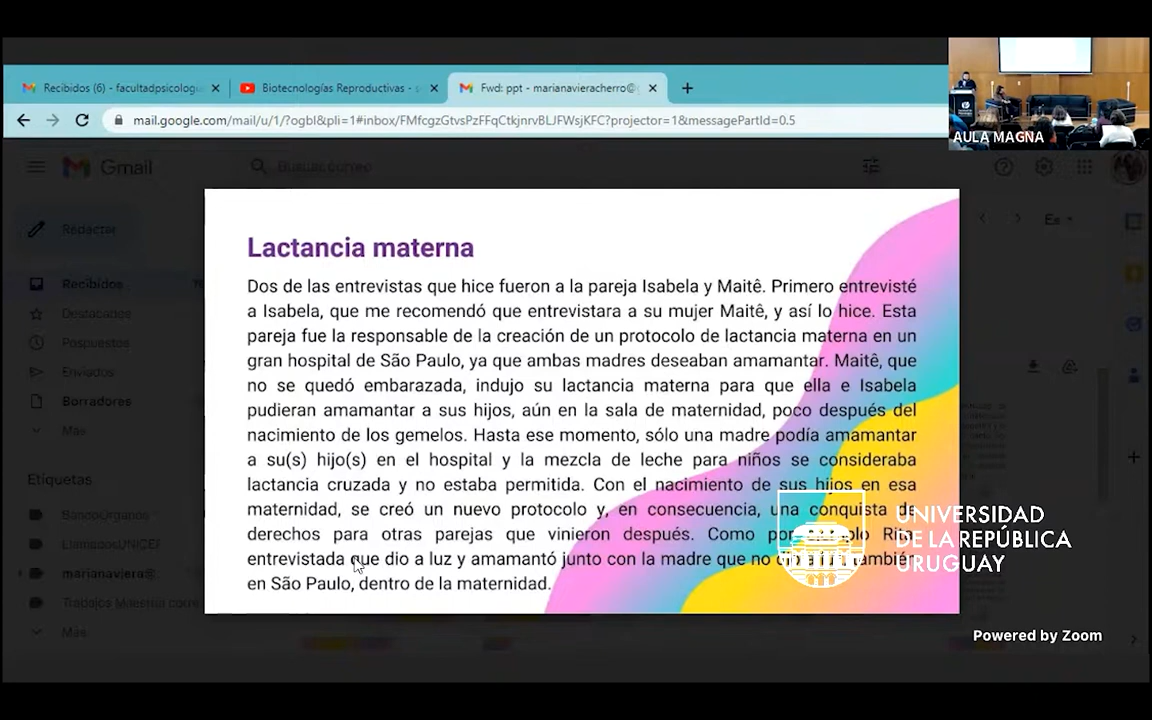 Recibidos (6) - facultadpsicolog
Biotecnologías Reproductivas -
Fwd: ppt - marianavieracherro@
mail.google.com/mail/u/1/?ogbl&pli=1#inbox/FMfcgzGtvsPzFFqCtkjnrvBLJFWsjKFC?projector=1&messagePartId=0.5
AULA MAGNA
Gmail
Buscar correo
Redactar
Es
Recibidos
Destacados
Pospuestos
Enviados
Borradores
Más
Etiquetas
BancoÓrganos
LlamadosUNICEF
marianaviera@
Trabajos Maestría
Más
Lactancia materna
Dos de las entrevistas que hice fueron a la pareja Isabela y Maitê. Primero entrevisté
a Isabela, que me recomendó que entrevistara a su mujer Maitê, y así lo hice. Esta
pareja fue la responsable de la creación de un protocolo de lactancia materna en un
gran hospital de São Paulo, ya que ambas madres deseaban amamantar. Maitê, que
no se quedó embarazada, indujo su lactancia materna para que ella e Isabela
pudieran amamantar a sus hijos, aún en la sala de maternidad, poco después del
nacimiento de los gemelos. Hasta ese momento, sólo una madre podía amamantar
a su(s) hijo(s) en el hospital y la mezcla de leche para niños se consideraba
lactancia cruzada y no estaba permitida. Con el nacimiento de sus hijos en esa
maternidad, se creó un nuevo protocolo y, en consecuencia, una conquista de
derechos para otras parejas que vinieron después. Como por
entrevistada que dio a luz y amamantó junto con la madre que no
en São Paulo, dentro de la maternidad.
UNIVERSIDAD
DE LA REPÚBLICA
URUGUAY
Powered by Zoom